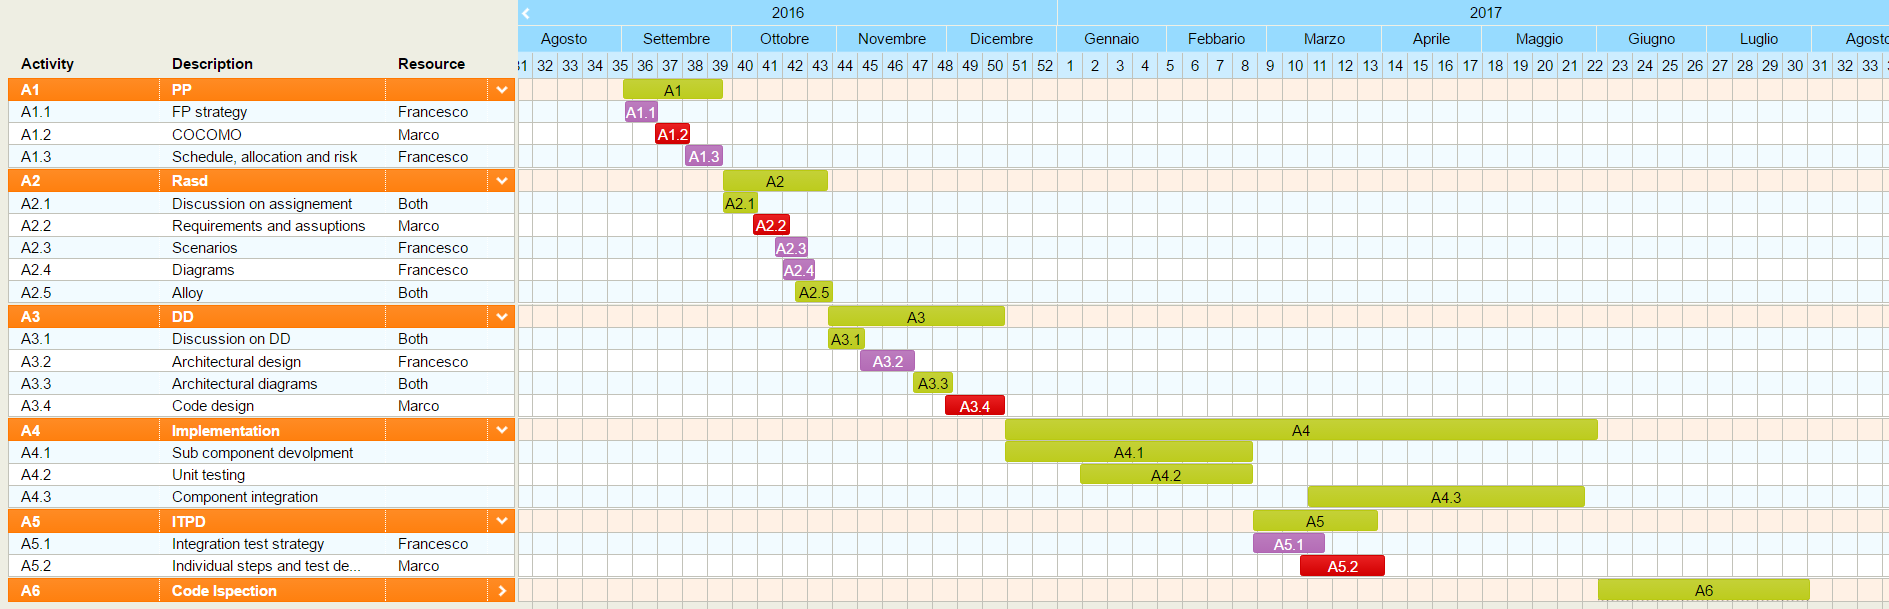 2016 2017
Agosto Settembre Ottobre Novembre Dicembre Gennaio Febbario Marzo Aprile Maggio Giugno Luglio Agosto
Activity Description Resource 31 32 33 34 35 36 37 38 39 40 41 42 43 44 45 46 47 48 49 50 51 52 1 2 3 4 5 6 7 8 9 10 11 12 13 14 15 16 17 18 19 20 21 22 23 24 25 26 27 28 29 30 31 32 33
A1 PP A1
A1.1 FP strategy Francesco A1.1
A1.2 COCOMO Marco A1.2
A1.3 Schedule, allocation and risk Francesco A1.3
A2 Rasd A2
A2.1 Discussion on assignement Both A2.1
A2.2 Requirements and assuptions Marco A2.2
A2.3 Scenarios Francesco A2.3
A2.4 Diagrams Francesco A2.4
A2.5 Alloy Both A2.5
A3 DD A3
A3.1 Discussion on DD Both A3.1
A3.2 Architectural design Francesco A3.2
A3.3 Architectural diagrams Both A3.3
A3.4 Code design Marco A3.4
A4 Implementation A4
A4.1 Sub component devolpment A4.1
A4.2 Unit testing A4.2
A4.3 Component integration A4.3
A5 ITPD A5
A5.1 Integration test strategy Francesco A5.1
A5.2 Individual steps and test de... Marco A5.2
A6 Code Ispection A6